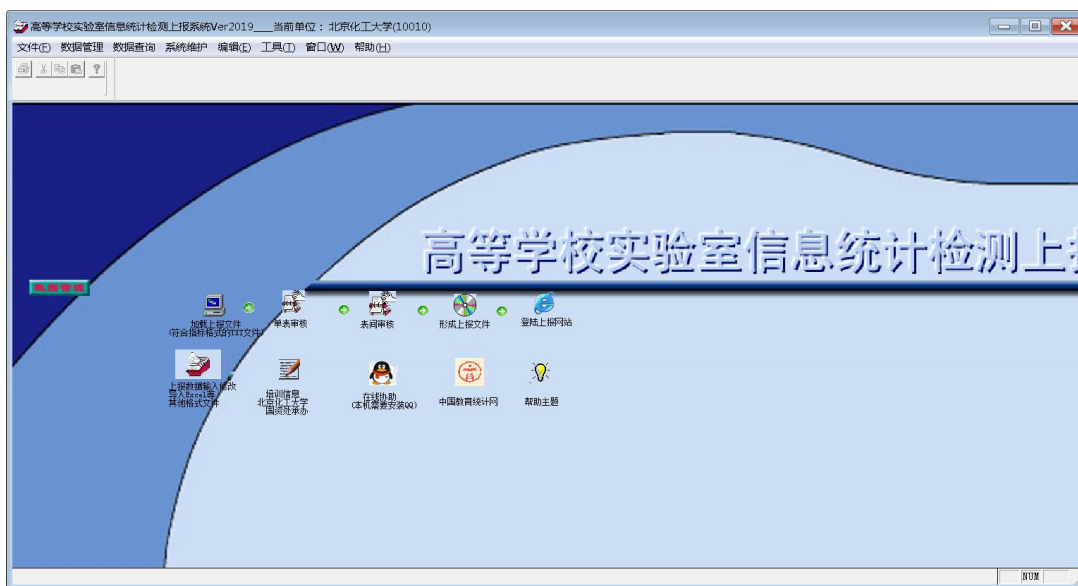 高等学校实验室信息统计检测上报系统Ver2019___当前单位：北京化工大学(10010)
文件(F) 数据管理 数据查询 系统维护 编辑(E) 工具(T) 窗口(W) 帮助(H)
高等学校实验室信息统计检测上
数据管理
加载上报文件
(符合指标格式的TXT文件)
单表审核
表间审核
形成上报文件
登陆上报网站
上报数据输入修改
导入Excel等
其他格式文件
培训信息
北京化工大学
国资处承办
在线协助
(本机需要安装QQ)
中国教育统计网
帮助主题
NUM